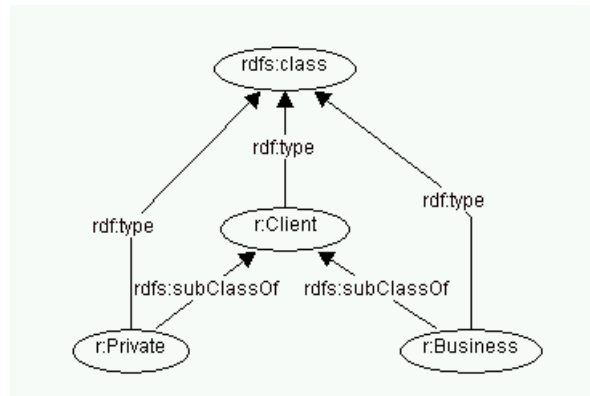 rdfs:class
rdf:type
rdf:type
rdf:type
r:Client
rdfs:subClassOf
rdfs:subClassOf
r:Private
r:Business